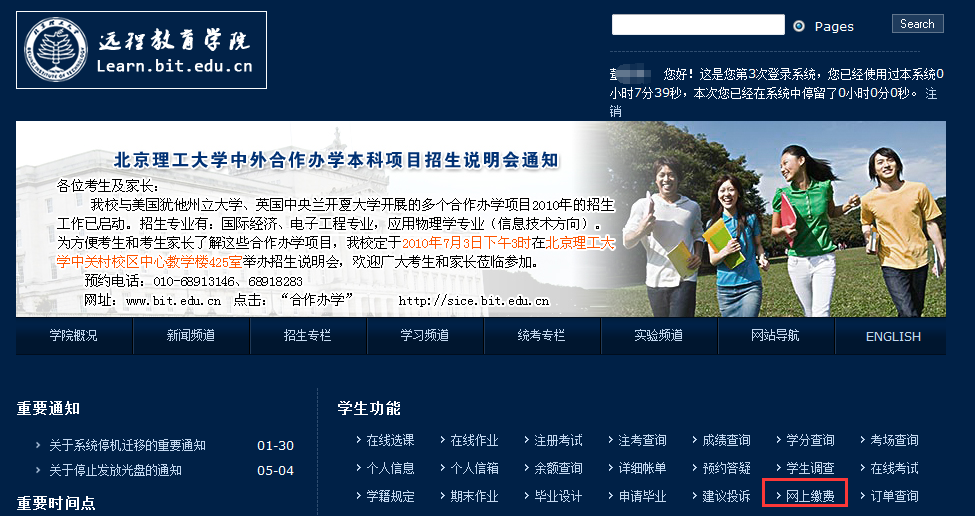 远程教育学院
Learn.bit.edu.cn
Pages
Search
您好！这是您第3次登录系统，您已经使用过本系统0
小时7分39秒，本次您已经在系统中停留了0小时0分0秒。 注
销
北京理工大学中外合作办学本科项目招生说明会通知
各位考生及家长：
我校与美国犹他州立大学、英国中央兰开夏大学开展的多个合作办学项目2010年的招生
工作已启动。招生专业有：国际经济、电子工程专业，应用物理学专业（信息技术方向）。
为方便考生和考生家长了解这些合作办学项目，我校定于2010年7月3日下午3时在北京理工大
学中关村校区中心教学楼425室举办招生说明会，欢迎广大考生和家长莅临参加。
预约电话：010-68913146、68918283
网址：www.bit.edu.cn 点击：“合作办学” http://sice.bit.edu.cn
学院概况 新闻频道 招生专栏 学习频道 统考专栏 实验频道 网站导航 ENGLISH
重要通知
关于系统停机迁移的重要通知 01-30
关于停止发放光盘的通知 05-04
重要时间点
学生功能
在线选课 在线作业 注册考试 注考查询 成绩查询 学分查询 考场查询
个人信息 个人信箱 余额查询 详细帐单 预约答疑 学生调查 在线考试
学籍规定 期末作业 毕业设计 申请毕业 建议投诉 网上缴费 订单查询